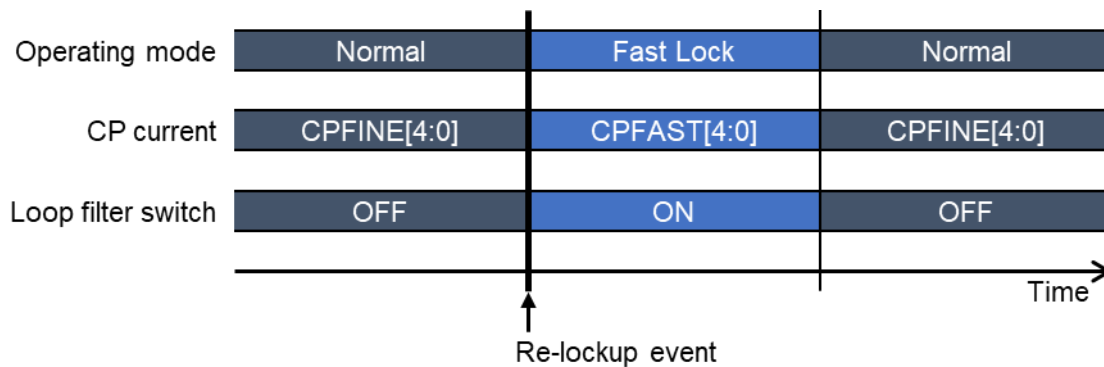 Operating mode Normal Fast Lock Normal
CP current CPFINE[4:0] CPFAST[4:0] CPFINE[4:0]
Loop filter switch OFF ON OFF
Time
Re-lockup event